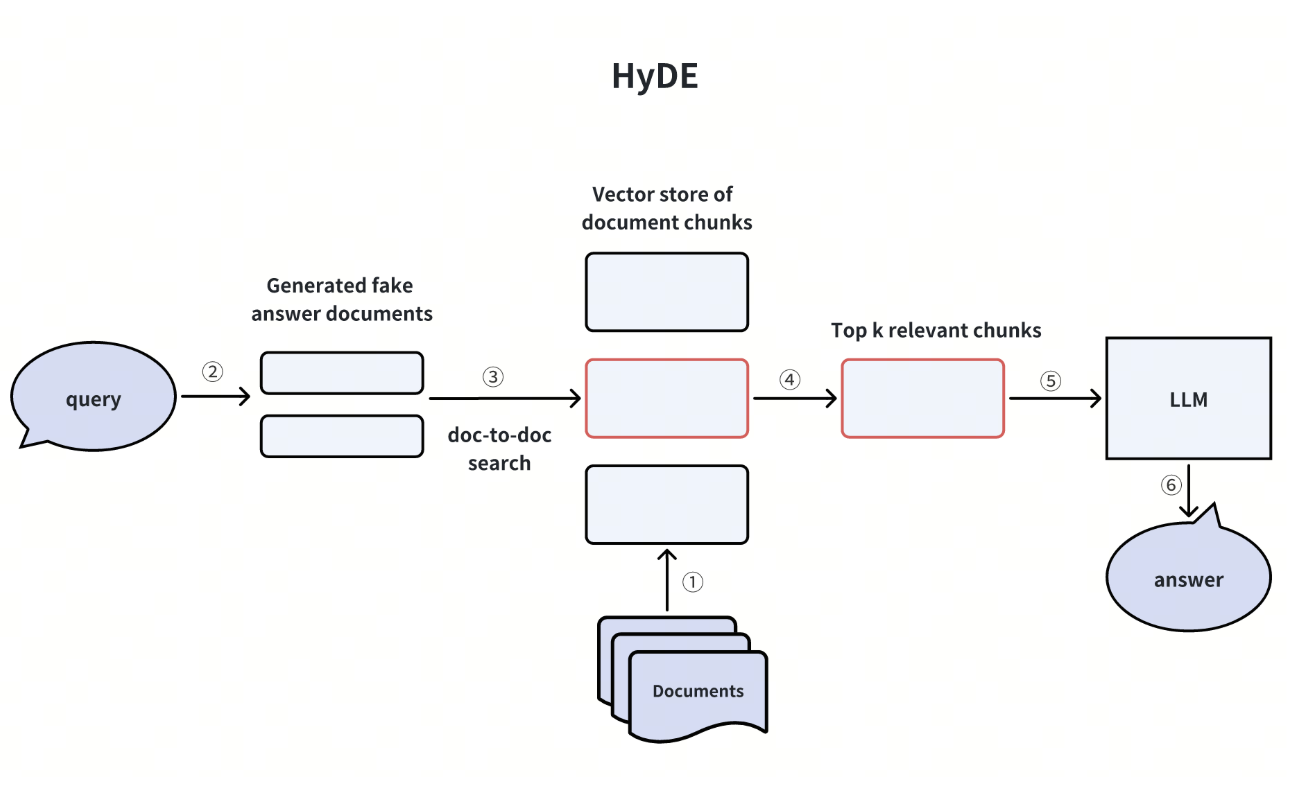 HyDE
Vector store of
document chunks
Generated fake
answer documents
Top k relevant chunks
query
②
③
④
⑤
LLM
doc-to-doc
search
⑥
①
answer
Documents